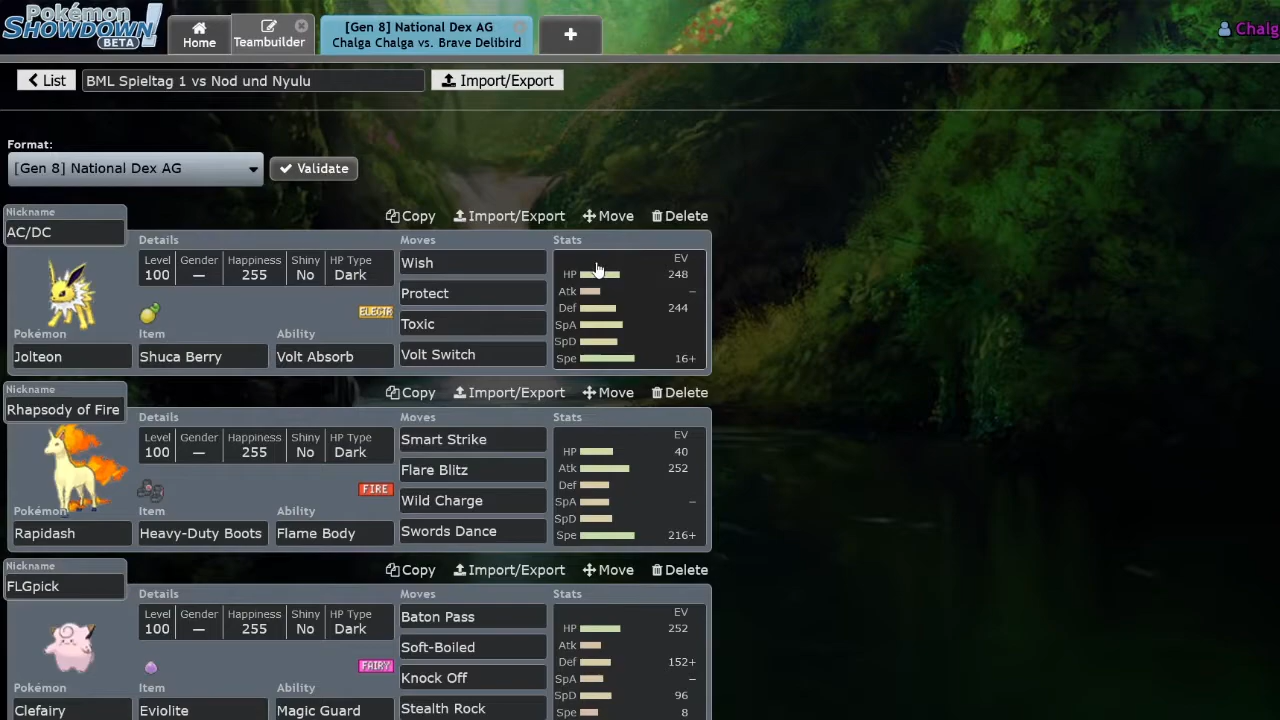 Pokémon
SHOWDOWN!
BETA
Home
Teambuilder
[Gen 8] National Dex AG
Chalga Chalga vs. Brave Delibird
Chalg
List
BML Spieltag 1 vs Nod und Nyulu
Import/Export
Format:
[Gen 8] National Dex AG
Validate
Copy Import/Export Move Delete
Nickname
AC/DC
Details
Level Gender Happiness Shiny HP Type
100 — 255 No Dark
ELECTR
Pokémon Item Ability
Jolteon Shuca Berry Volt Absorb
Moves
Wish
Protect
Toxic
Volt Switch
Stats
EV
HP 248
Atk –
Def 244
SpA
SpD
Spe 16+
Copy Import/Export Move Delete
Nickname
Rhapsody of Fire
Details
Level Gender Happiness Shiny HP Type
100 — 255 No Dark
FIRE
Pokémon Item Ability
Rapidash Heavy-Duty Boots Flame Body
Moves
Smart Strike
Flare Blitz
Wild Charge
Swords Dance
Stats
EV
HP 40
Atk 252
Def
SpA –
SpD
Spe 216+
Copy Import/Export Move Delete
Nickname
FLGpick
Details
Level Gender Happiness Shiny HP Type
100 — 255 No Dark
FAIRY
Pokémon Item Ability
Clefairy Eviolite Magic Guard
Moves
Baton Pass
Soft-Boiled
Knock Off
Stealth Rock
Stats
EV
HP 252
Atk
Def 152+
SpA –
SpD 96
Spe 8